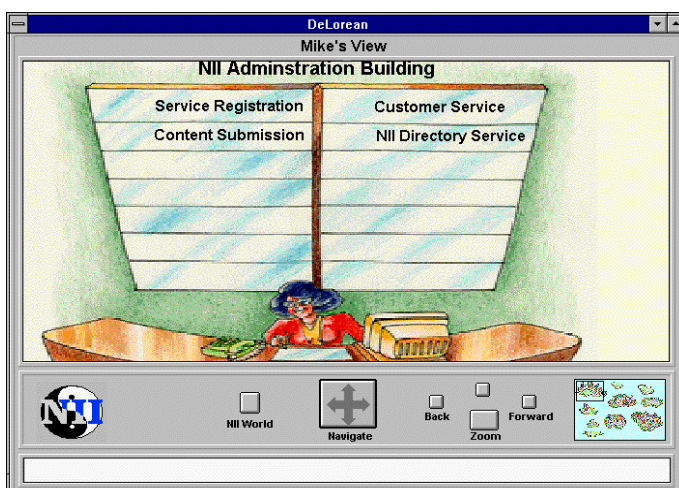 DeLorean
Mike's View
NII Adminstration Building
Service Registration
Customer Service
Content Submission
NII Directory Service
NII
NII World
Navigate
Back
Zoom
Forward